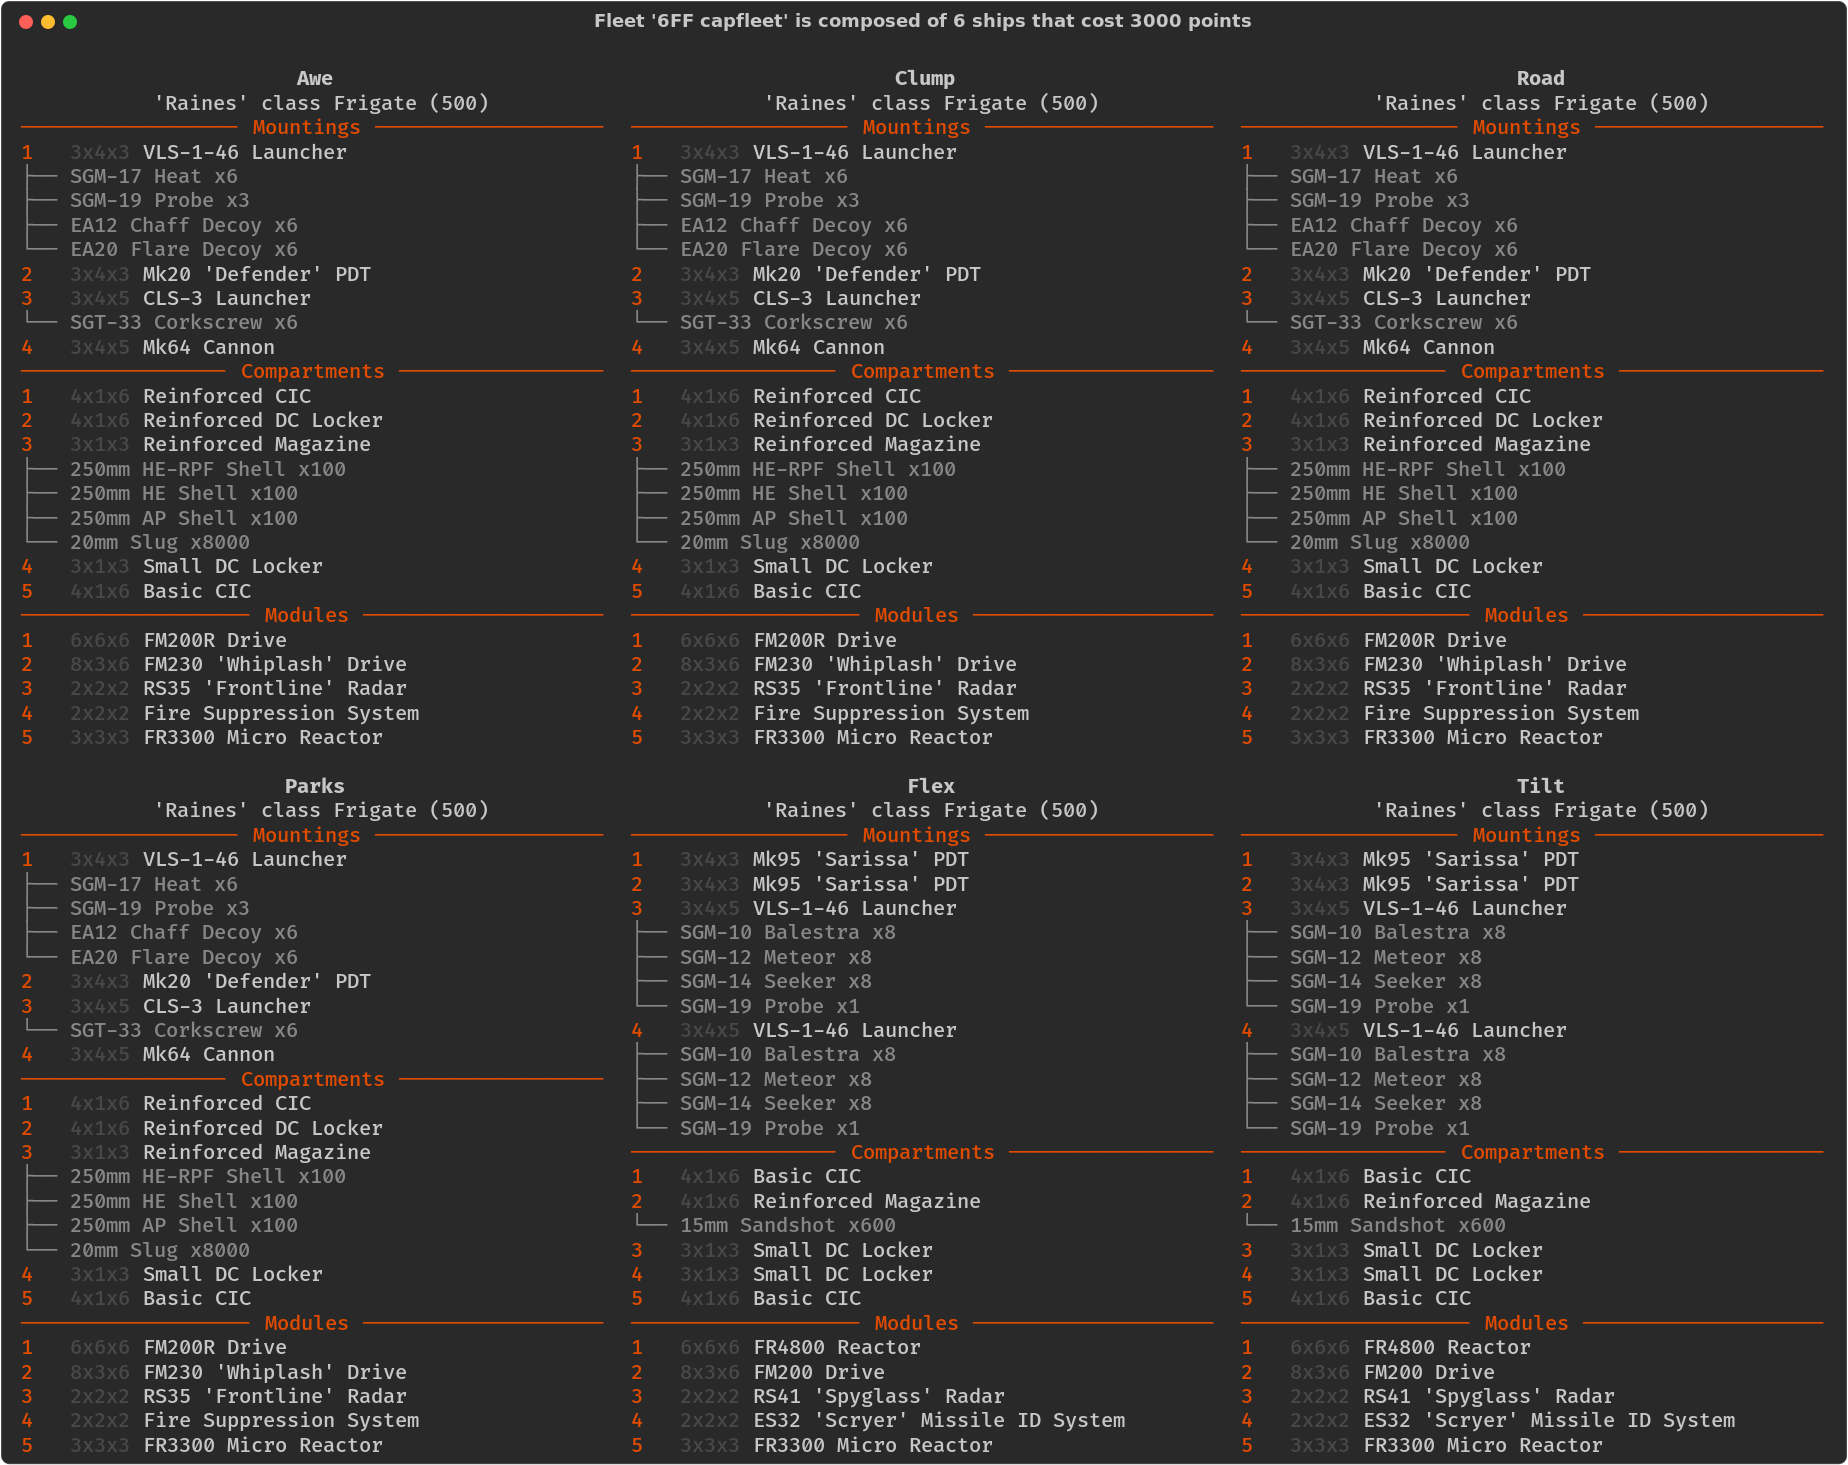 Fleet '6FF capfleet' is composed of 6 ships that cost 3000 points
Awe
'Raines' class Frigate (500)
Mountings
1 3x4x3 VLS-1-46 Launcher
SGM-17 Heat x6
SGM-19 Probe x3
EA12 Chaff Decoy x6
EA20 Flare Decoy x6
2 3x4x3 Mk20 'Defender' PDT
3 3x4x5 CLS-3 Launcher
SGT-33 Corkscrew x6
4 3x4x5 Mk64 Cannon
Compartments
1 4x1x6 Reinforced CIC
2 4x1x6 Reinforced DC Locker
3 3x1x3 Reinforced Magazine
250mm HE-RPF Shell x100
250mm HE Shell x100
250mm AP Shell x100
20mm Slug x8000
4 3x1x3 Small DC Locker
5 4x1x6 Basic CIC
Modules
1 6x6x6 FM200R Drive
2 8x3x6 FM230 'Whiplash' Drive
3 2x2x2 RS35 'Frontline' Radar
4 2x2x2 Fire Suppression System
5 3x3x3 FR3300 Micro Reactor
Clump
'Raines' class Frigate (500)
Mountings
1 3x4x3 VLS-1-46 Launcher
SGM-17 Heat x6
SGM-19 Probe x3
EA12 Chaff Decoy x6
EA20 Flare Decoy x6
2 3x4x3 Mk20 'Defender' PDT
3 3x4x5 CLS-3 Launcher
SGT-33 Corkscrew x6
4 3x4x5 Mk64 Cannon
Compartments
1 4x1x6 Reinforced CIC
2 4x1x6 Reinforced DC Locker
3 3x1x3 Reinforced Magazine
250mm HE-RPF Shell x100
250mm HE Shell x100
250mm AP Shell x100
20mm Slug x8000
4 3x1x3 Small DC Locker
5 4x1x6 Basic CIC
Modules
1 6x6x6 FM200R Drive
2 8x3x6 FM230 'Whiplash' Drive
3 2x2x2 RS35 'Frontline' Radar
4 2x2x2 Fire Suppression System
5 3x3x3 FR3300 Micro Reactor
Road
'Raines' class Frigate (500)
Mountings
1 3x4x3 VLS-1-46 Launcher
SGM-17 Heat x6
SGM-19 Probe x3
EA12 Chaff Decoy x6
EA20 Flare Decoy x6
2 3x4x3 Mk20 'Defender' PDT
3 3x4x5 CLS-3 Launcher
SGT-33 Corkscrew x6
4 3x4x5 Mk64 Cannon
Compartments
1 4x1x6 Reinforced CIC
2 4x1x6 Reinforced DC Locker
3 3x1x3 Reinforced Magazine
250mm HE-RPF Shell x100
250mm HE Shell x100
250mm AP Shell x100
20mm Slug x8000
4 3x1x3 Small DC Locker
5 4x1x6 Basic CIC
Modules
1 6x6x6 FM200R Drive
2 8x3x6 FM230 'Whiplash' Drive
3 2x2x2 RS35 'Frontline' Radar
4 2x2x2 Fire Suppression System
5 3x3x3 FR3300 Micro Reactor
Parks
'Raines' class Frigate (500)
Mountings
1 3x4x3 VLS-1-46 Launcher
SGM-17 Heat x6
SGM-19 Probe x3
EA12 Chaff Decoy x6
EA20 Flare Decoy x6
2 3x4x3 Mk20 'Defender' PDT
3 3x4x5 CLS-3 Launcher
SGT-33 Corkscrew x6
4 3x4x5 Mk64 Cannon
Compartments
1 4x1x6 Reinforced CIC
2 4x1x6 Reinforced DC Locker
3 3x1x3 Reinforced Magazine
250mm HE-RPF Shell x100
250mm HE Shell x100
250mm AP Shell x100
20mm Slug x8000
4 3x1x3 Small DC Locker
5 4x1x6 Basic CIC
Modules
1 6x6x6 FM200R Drive
2 8x3x6 FM230 'Whiplash' Drive
3 2x2x2 RS35 'Frontline' Radar
4 2x2x2 Fire Suppression System
5 3x3x3 FR3300 Micro Reactor
Flex
'Raines' class Frigate (500)
Mountings
1 3x4x3 Mk95 'Sarissa' PDT
2 3x4x3 Mk95 'Sarissa' PDT
3 3x4x5 VLS-1-46 Launcher
SGM-10 Balestra x8
SGM-12 Meteor x8
SGM-14 Seeker x8
SGM-19 Probe x1
4 3x4x5 VLS-1-46 Launcher
SGM-10 Balestra x8
SGM-12 Meteor x8
SGM-14 Seeker x8
SGM-19 Probe x1
Compartments
1 4x1x6 Basic CIC
2 4x1x6 Reinforced Magazine
15mm Sandshot x600
3 3x1x3 Small DC Locker
4 3x1x3 Small DC Locker
5 4x1x6 Basic CIC
Modules
1 6x6x6 FR4800 Reactor
2 8x3x6 FM200 Drive
3 2x2x2 RS41 'Spyglass' Radar
4 2x2x2 ES32 'Scryer' Missile ID System
5 3x3x3 FR3300 Micro Reactor
Tilt
'Raines' class Frigate (500)
Mountings
1 3x4x3 Mk95 'Sarissa' PDT
2 3x4x3 Mk95 'Sarissa' PDT
3 3x4x5 VLS-1-46 Launcher
SGM-10 Balestra x8
SGM-12 Meteor x8
SGM-14 Seeker x8
SGM-19 Probe x1
4 3x4x5 VLS-1-46 Launcher
SGM-10 Balestra x8
SGM-12 Meteor x8
SGM-14 Seeker x8
SGM-19 Probe x1
Compartments
1 4x1x6 Basic CIC
2 4x1x6 Reinforced Magazine
15mm Sandshot x600
3 3x1x3 Small DC Locker
4 3x1x3 Small DC Locker
5 4x1x6 Basic CIC
Modules
1 6x6x6 FR4800 Reactor
2 8x3x6 FM200 Drive
3 2x2x2 RS41 'Spyglass' Radar
4 2x2x2 ES32 'Scryer' Missile ID System
5 3x3x3 FR3300 Micro Reactor